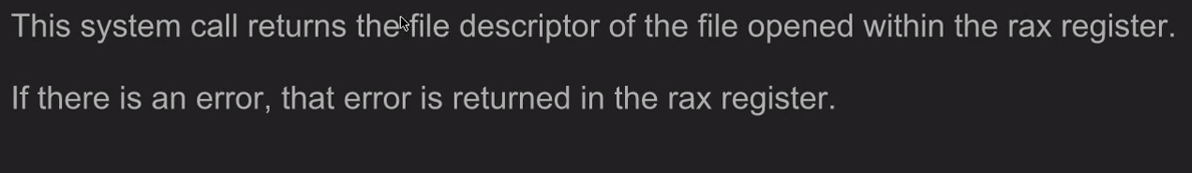 This system call returns the file descriptor of the file opened within the rax register.
If there is an error, that error is returned in the rax register.